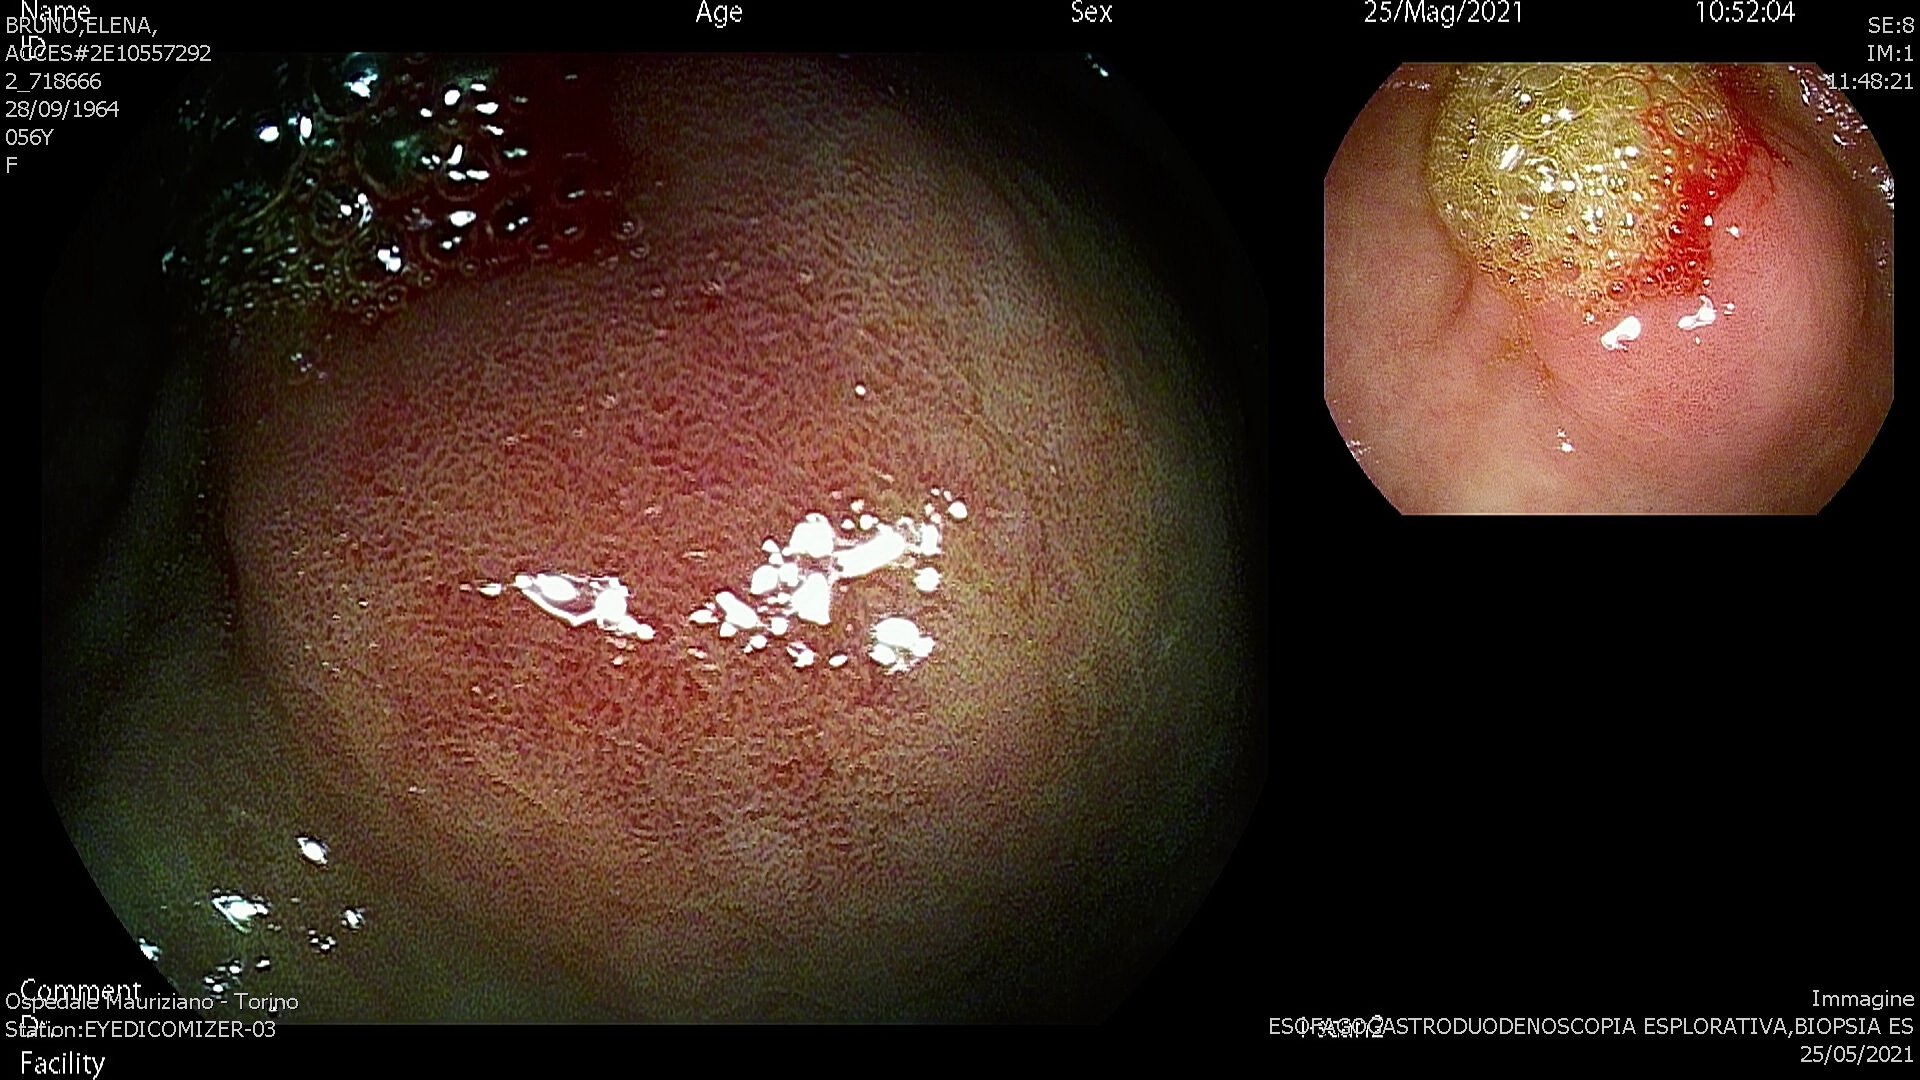 Name
Age
Sex
25/Mag/2021
10:52:04
BRUNO,ELENA,
SE:8
ID
ACCES#2E10557292
IM:1
2_718666
11:48:21
28/09/1964
056Y
F
Comment
Ospedale Mauriziano - Torino
Immagine
Dr.
Station:EYEDICOMIZER-03
ESOFAGOGASTRODUODENOSCOPIA ESPLORATIVA,BIOPSIA ES
25/05/2021
Facility